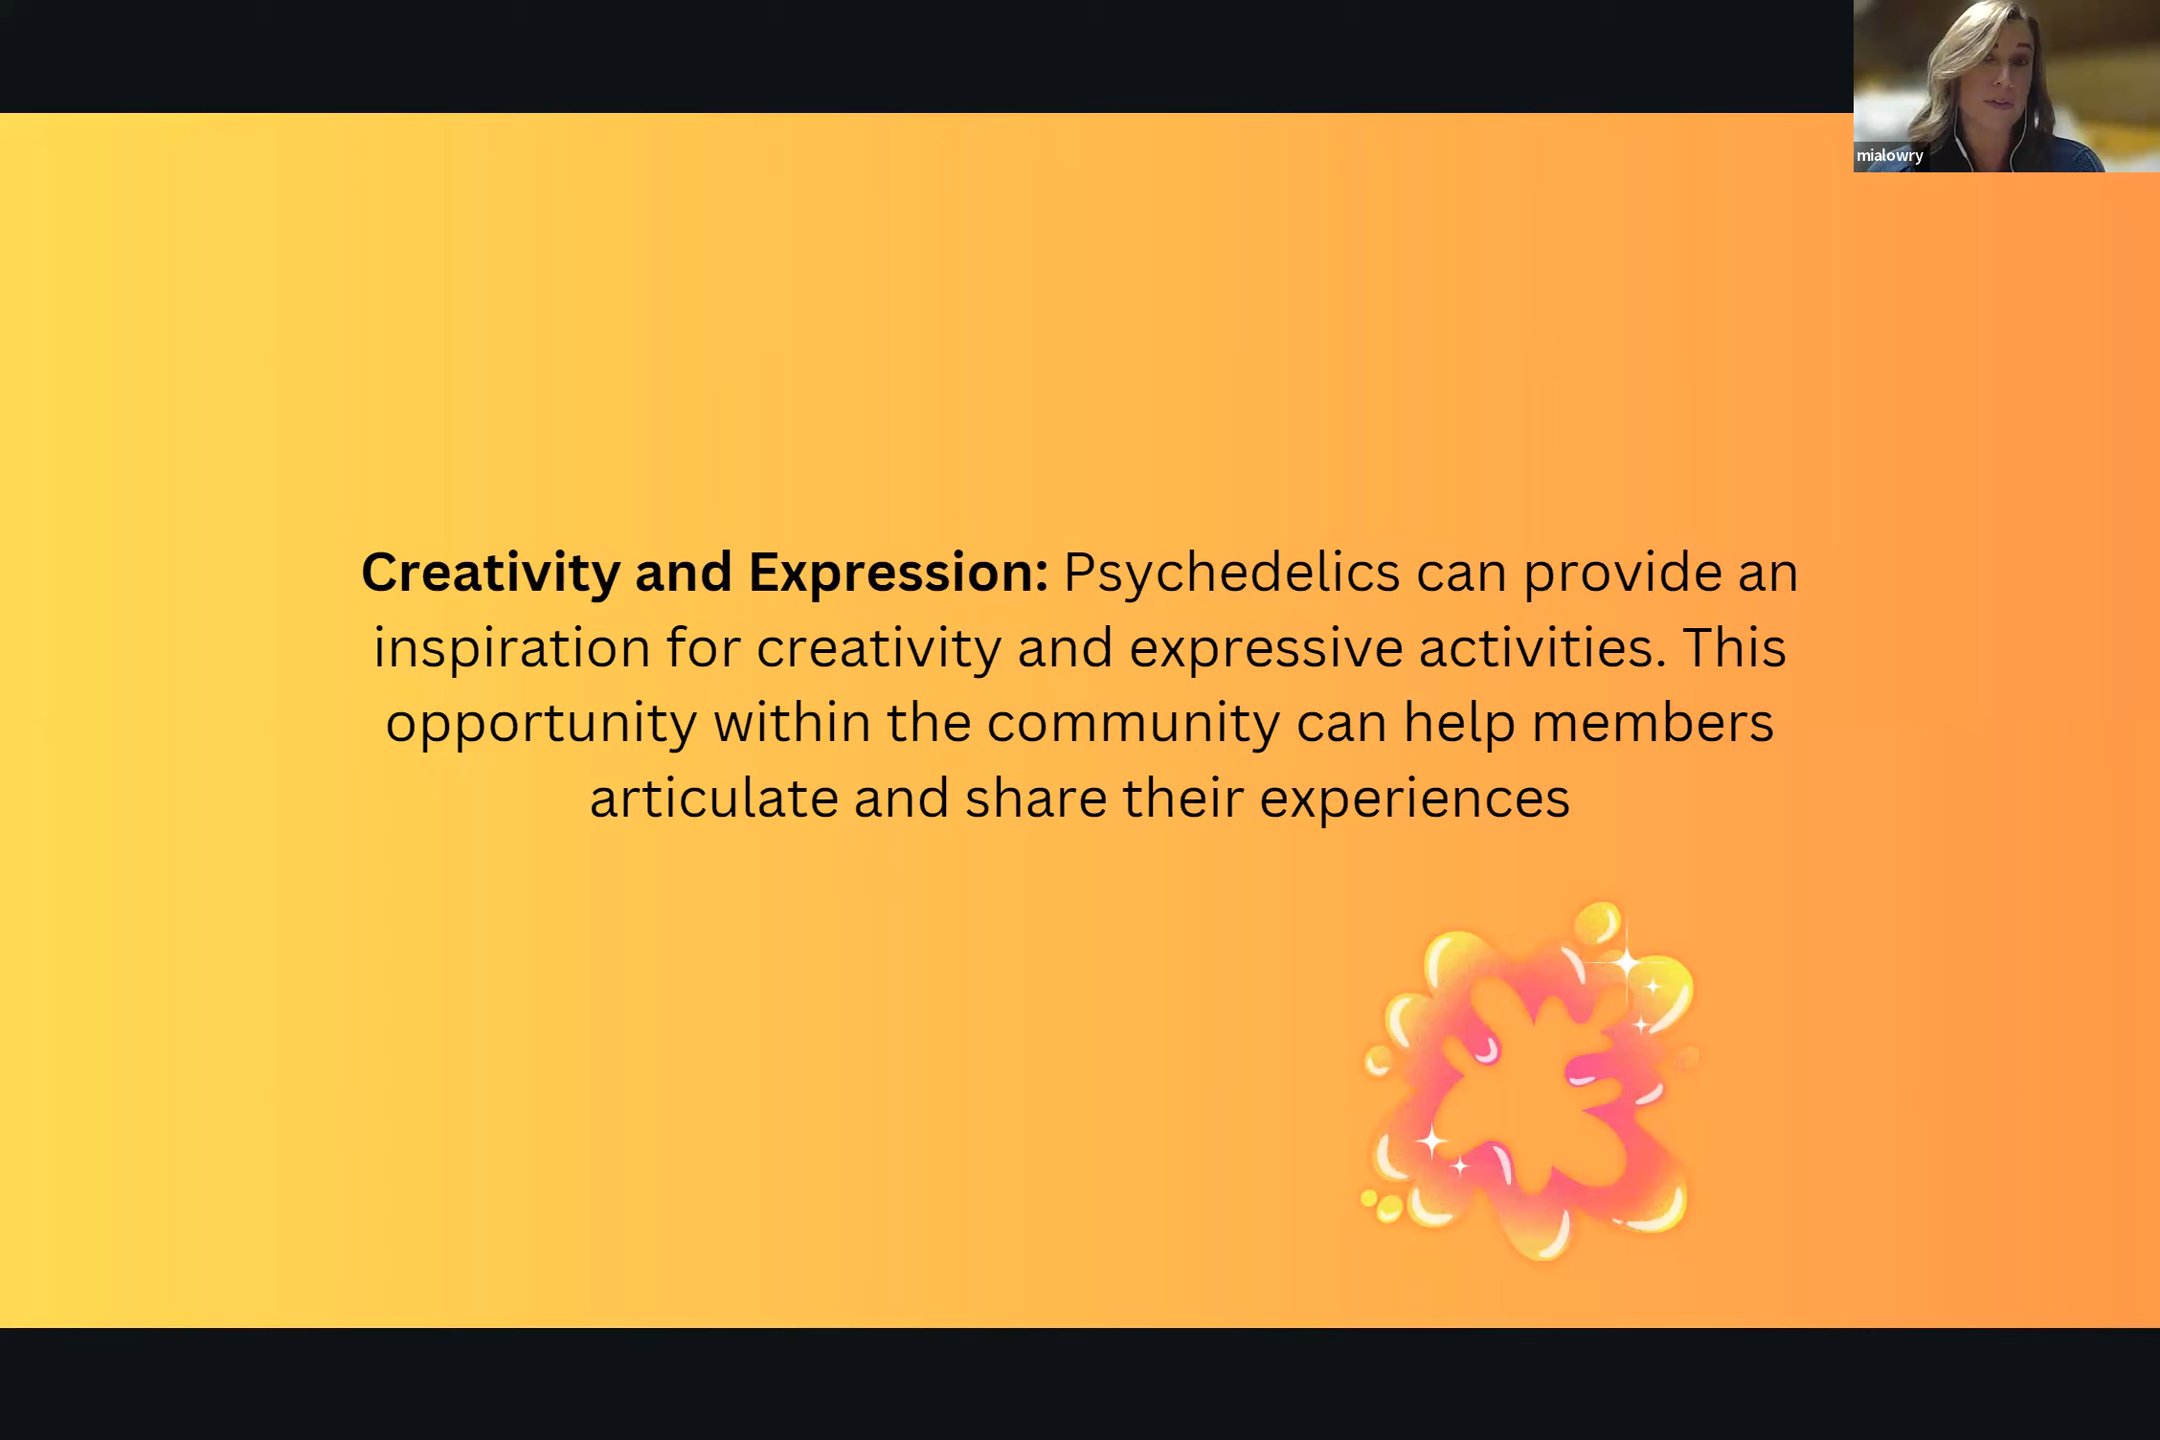 mialowry
Creativity and Expression: Psychedelics can provide an
inspiration for creativity and expressive activities. This
opportunity within the community can help members
articulate and share their experiences